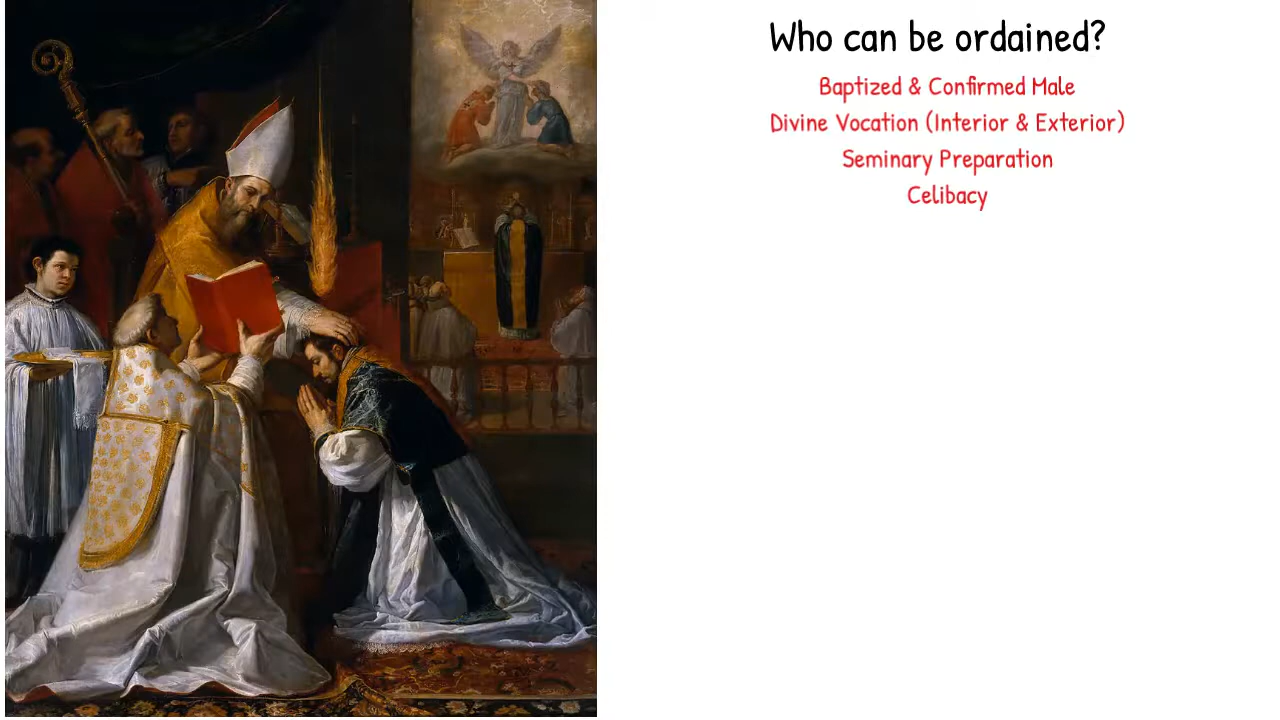 Who can be ordained?
Baptized & Confirmed Male
Divine Vocation (Interior & Exterior)
Seminary Preparation
Celibacy